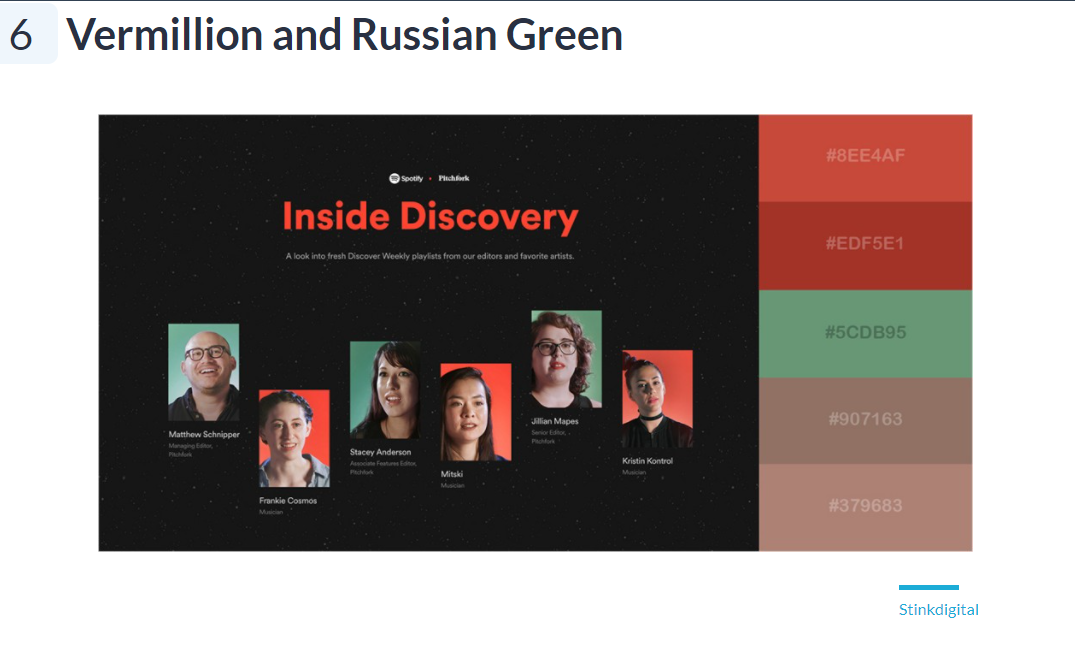 6 Vermillion and Russian Green
Spotify • Pitchfork
Inside Discovery
A look into fresh Discover Weekly playlists from our editors and favorite artists.
Matthew Schnipper
Managing Editor,
Pitchfork
Frankie Cosmos
Musician
Stacey Anderson
Associate Features Editor,
Pitchfork
Mitski
Musician
Jillian Mapes
Senior Editor,
Pitchfork
Kristin Kontrol
Musician
#8EE4AF
#EDF5E1
#5CDB95
#907163
#379683
Stinkdigital